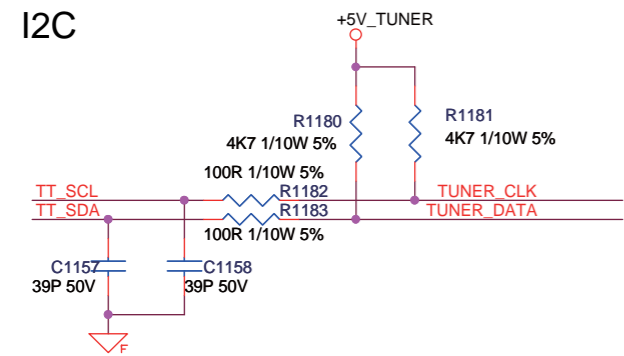 I2C
+5V_TUNER
R1180
4K7 1/10W 5%
R1181
4K7 1/10W 5%
100R 1/10W 5%
TT_SCL
R1182
TUNER_CLK
TT_SDA
R1183
TUNER_DATA
100R 1/10W 5%
C1157
39P 50V
C1158
39P 50V
F